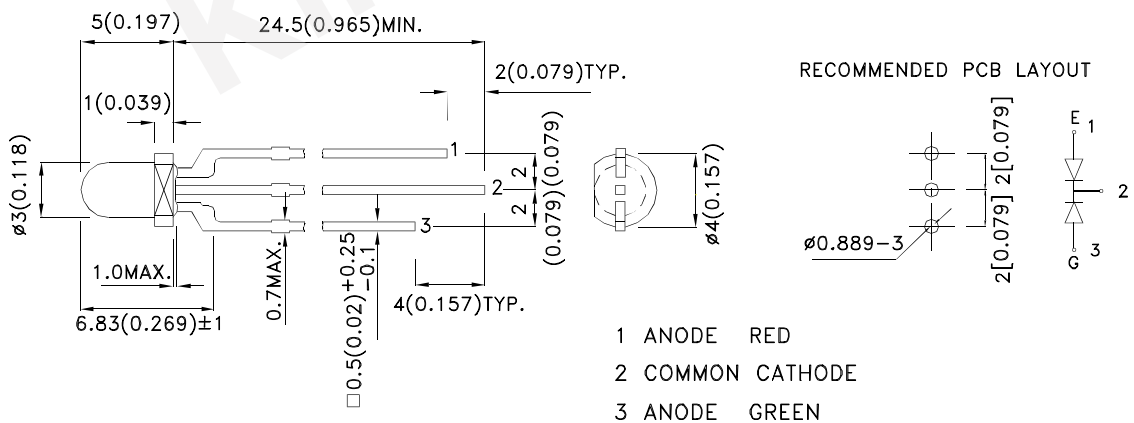 5(0.197)
24.5(0.965)MIN.
2(0.079)TYP.
1(0.039)
ø3(0.118)
1
2
3
2
(0.079)
2
(0.079)
1.0MAX.
6.83(0.269)±1
0.7MAX.
□0.5(0.02)+0.25
-0.1
4(0.157)TYP.
ø4(0.157)
RECOMMENDED PCB LAYOUT
2[0.079]
2[0.079]
ø0.889-3
E
1
2
3
G
1 ANODE RED
2 COMMON CATHODE
3 ANODE GREEN